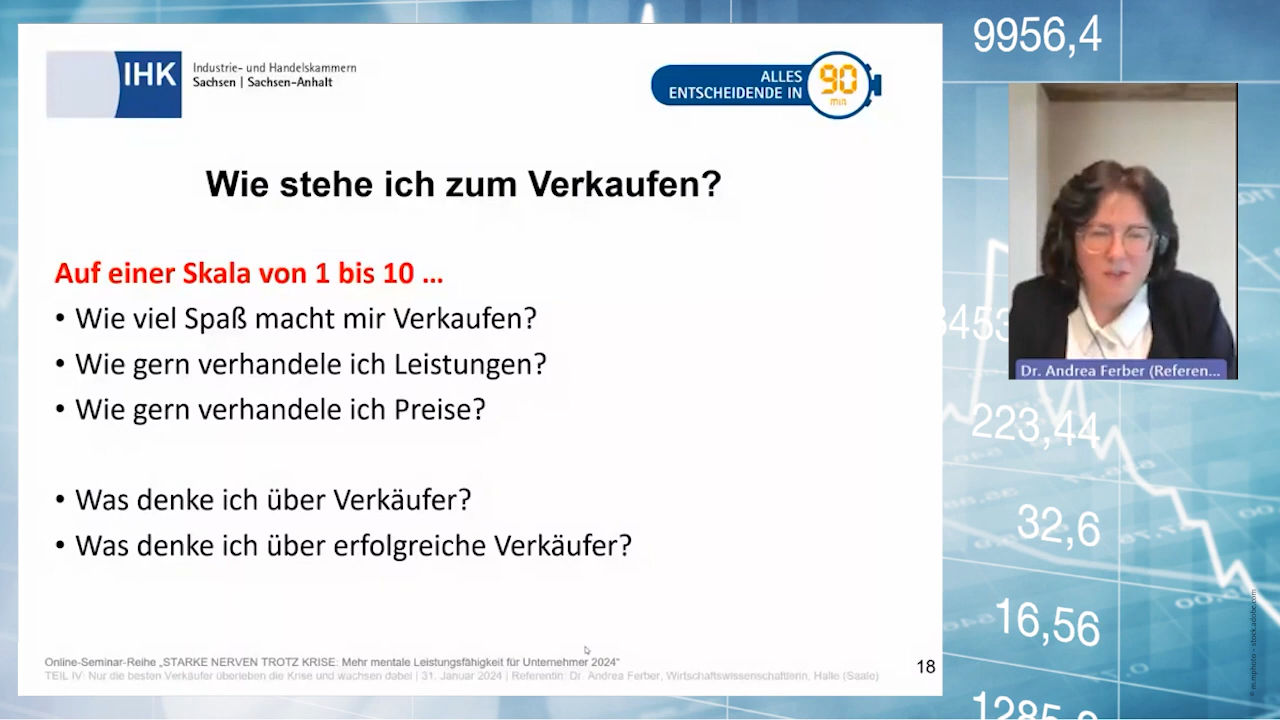 IHK
Industrie- und Handelskammern
Sachsen | Sachsen-Anhalt
ALLES
ENTSCHEIDENDE IN
90
min
Wie stehe ich zum Verkaufen?
Auf einer Skala von 1 bis 10 ...
• Wie viel Spaß macht mir Verkaufen?
• Wie gern verhandele ich Leistungen?
• Wie gern verhandele ich Preise?
• Was denke ich über Verkäufer?
• Was denke ich über erfolgreiche Verkäufer?
Online-Seminar-Reihe „STARKE NERVEN TROTZ KRISE: Mehr mentale Leistungsfähigkeit für Unternehmer 2024“
TEIL IV: Nur die besten Verkäufer überleben die Krise und wachsen dabei | 31. Januar 2024 | Referentin: Dr. Andrea Ferber, Wirtschaftswissenschaftlerin, Halle (Saale)
18
9956,4
Dr. Andrea Ferber (Referen...
223,44
32,6
16,56